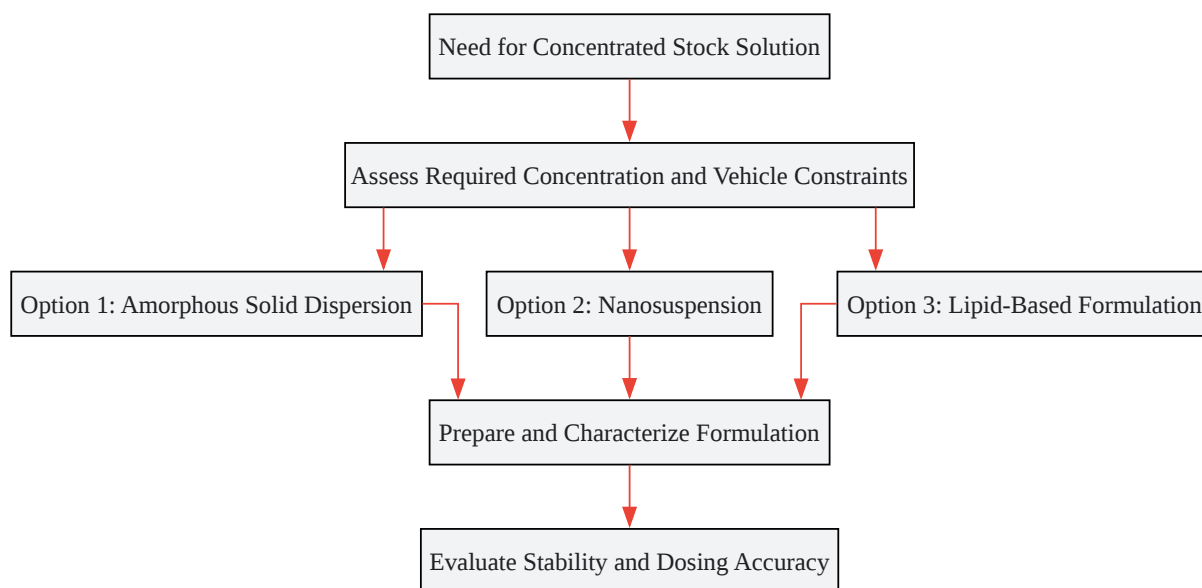 Need for Concentrated Stock Solution
Assess Required Concentration and Vehicle Constraints
Option 1: Amorphous Solid Dispersion
Option 2: Nanosuspension
Option 3: Lipid-Based Formulation
Prepare and Characterize Formulation
Evaluate Stability and Dosing Accuracy